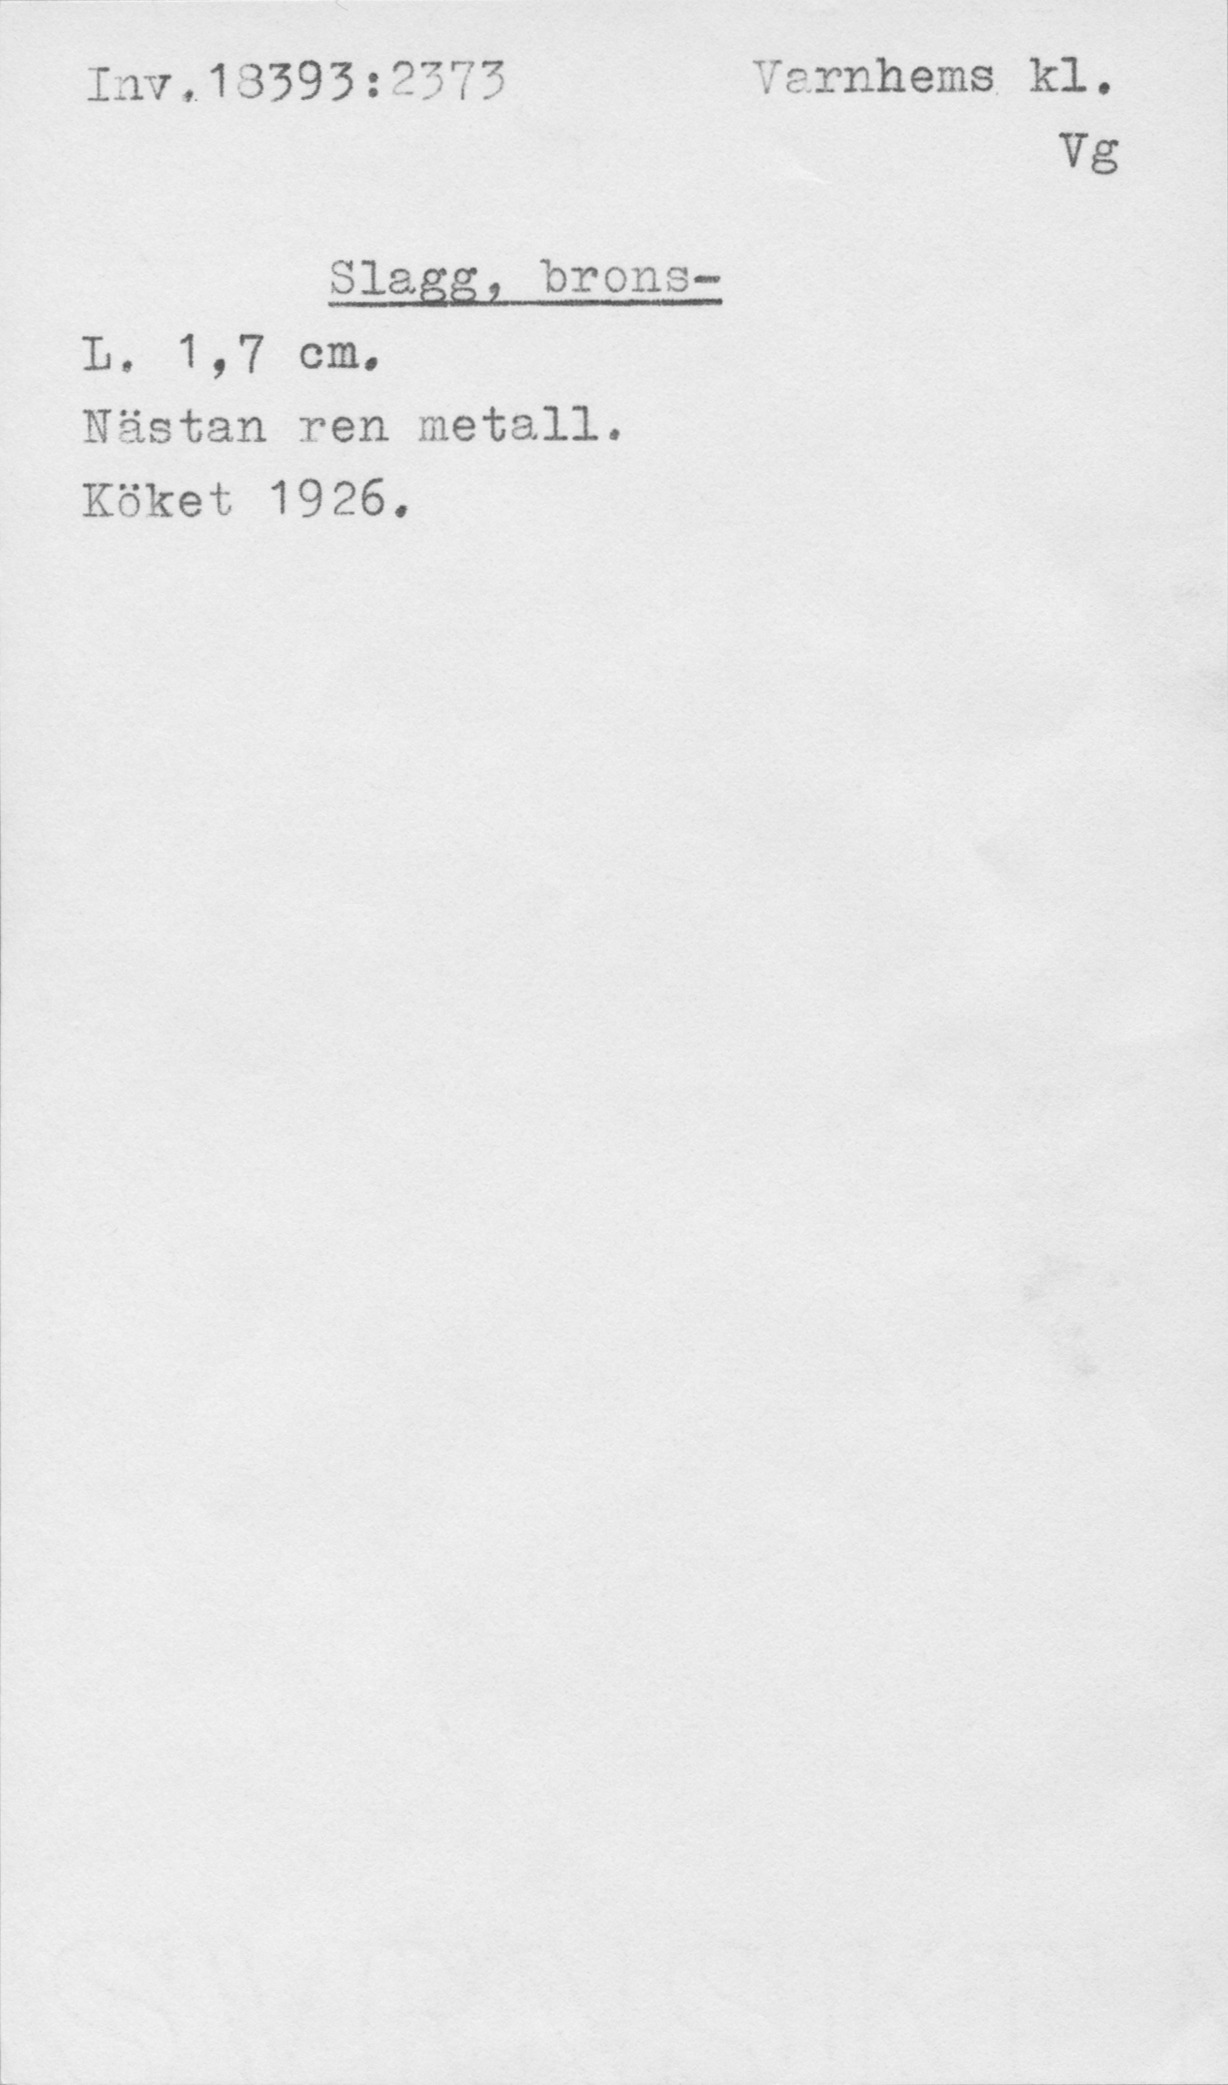 Inv.18393:2373 Varnhems kl.
Vg
Slagg, brons-
L. 1,7 cm.
Nästan ren metall.
Köket 1926.